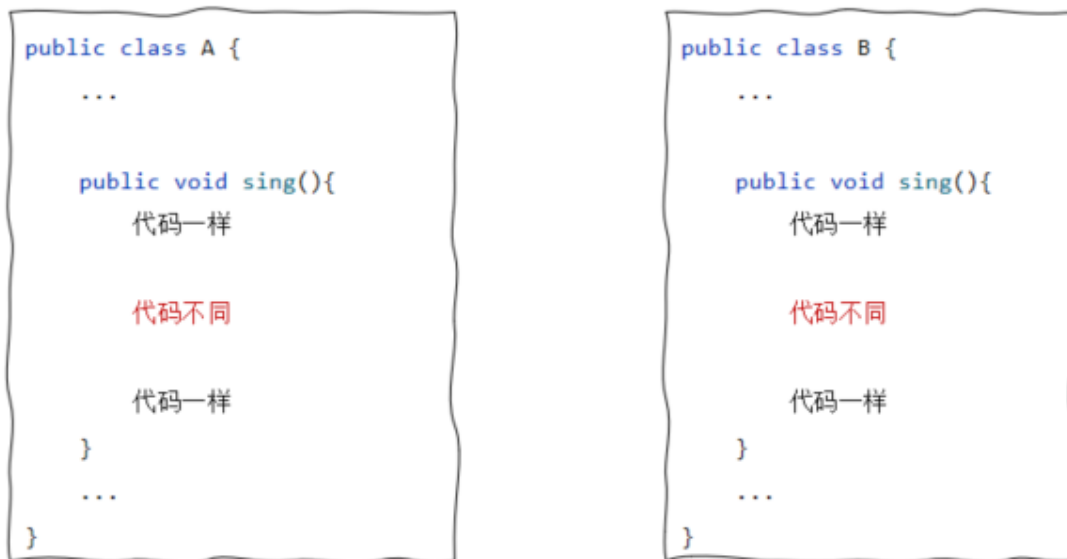 public class A {
...
public void sing(){
代码一样
代码不同
代码一样
}
...
}
public class B {
...
public void sing(){
代码一样
代码不同
代码一样
}
...
}